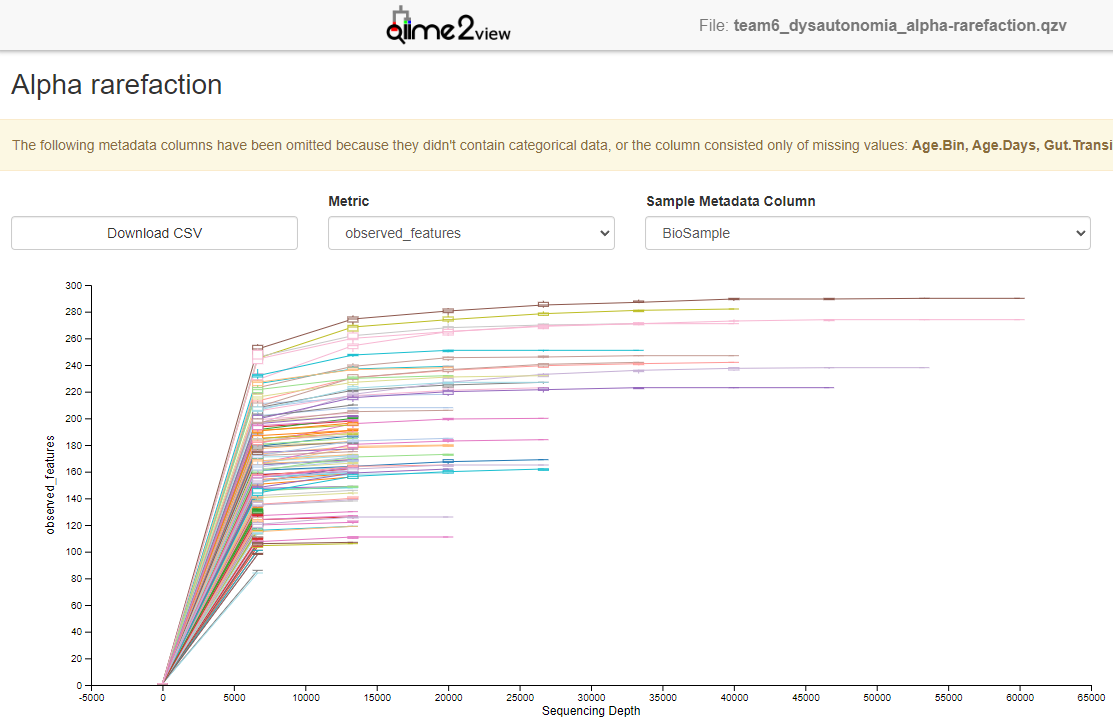 qiime2view
File: team6_dysautonomia_alpha-rarefaction.qzv
Alpha rarefaction
The following metadata columns have been omitted because they didn't contain categorical data, or the column consisted only of missing values: Age.Bin, Age.Days, Gut.Transi
Metric
Sample Metadata Column
Download CSV
observed_features
BioSample
300
280
260
240
220
200
180
160
140
120
100
80
60
40
20
0
observed_features
-5000 0 5000 10000 15000 20000 25000 30000 35000 40000 45000 50000 55000 60000 65000
Sequencing Depth